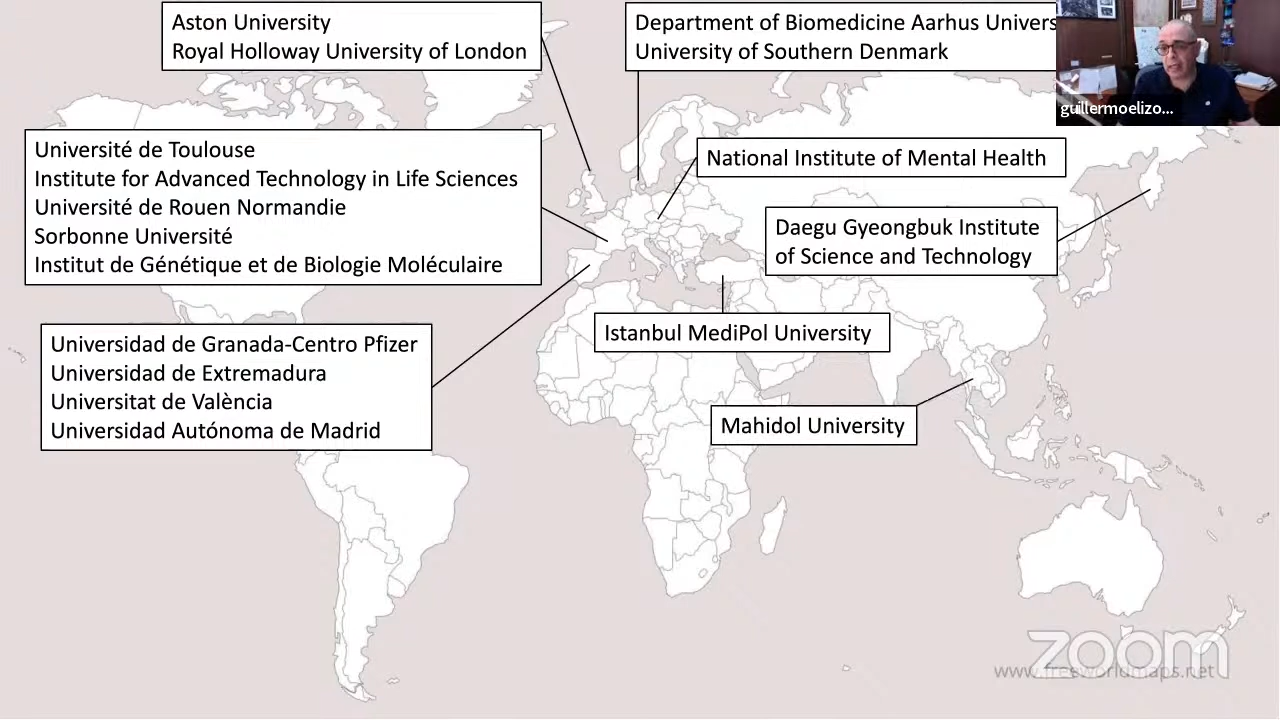 Aston University
Royal Holloway University of London
Department of Biomedicine Aarhus Univers
University of Southern Denmark
guillermoelizo...
Université de Toulouse
Institute for Advanced Technology in Life Sciences
Université de Rouen Normandie
Sorbonne Université
Institut de Génétique et de Biologie Moléculaire
National Institute of Mental Health
Daegu Gyeongbuk Institute
of Science and Technology
Istanbul MediPol University
Universidad de Granada-Centro Pfizer
Universidad de Extremadura
Universitat de València
Universidad Autónoma de Madrid
Mahidol University
zoom
www.freeworldmaps.net